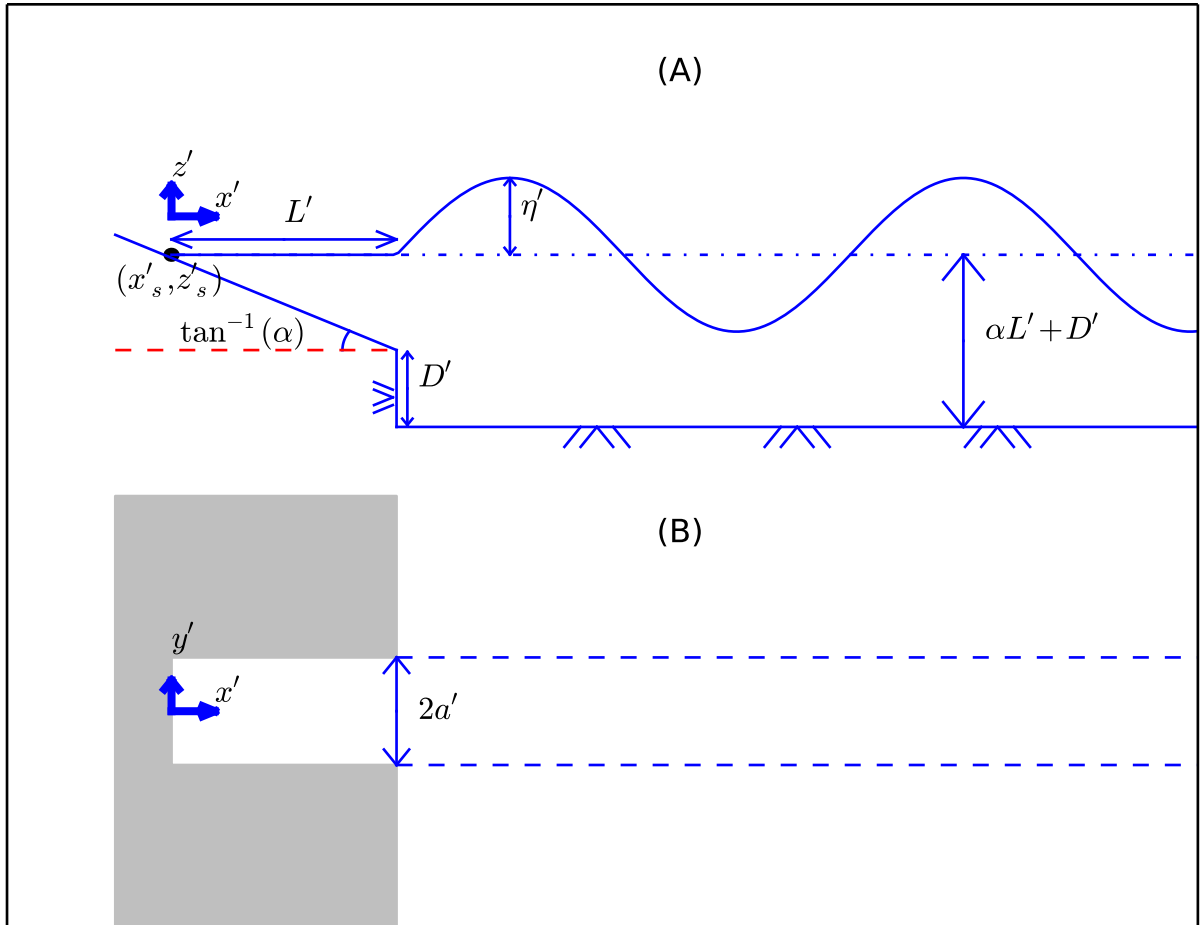 (A)
z′
x′
L′
η′
(x′s,z′s)
tan−1(α)
αL′+D′
D′
(B)
y′
x′
2a′